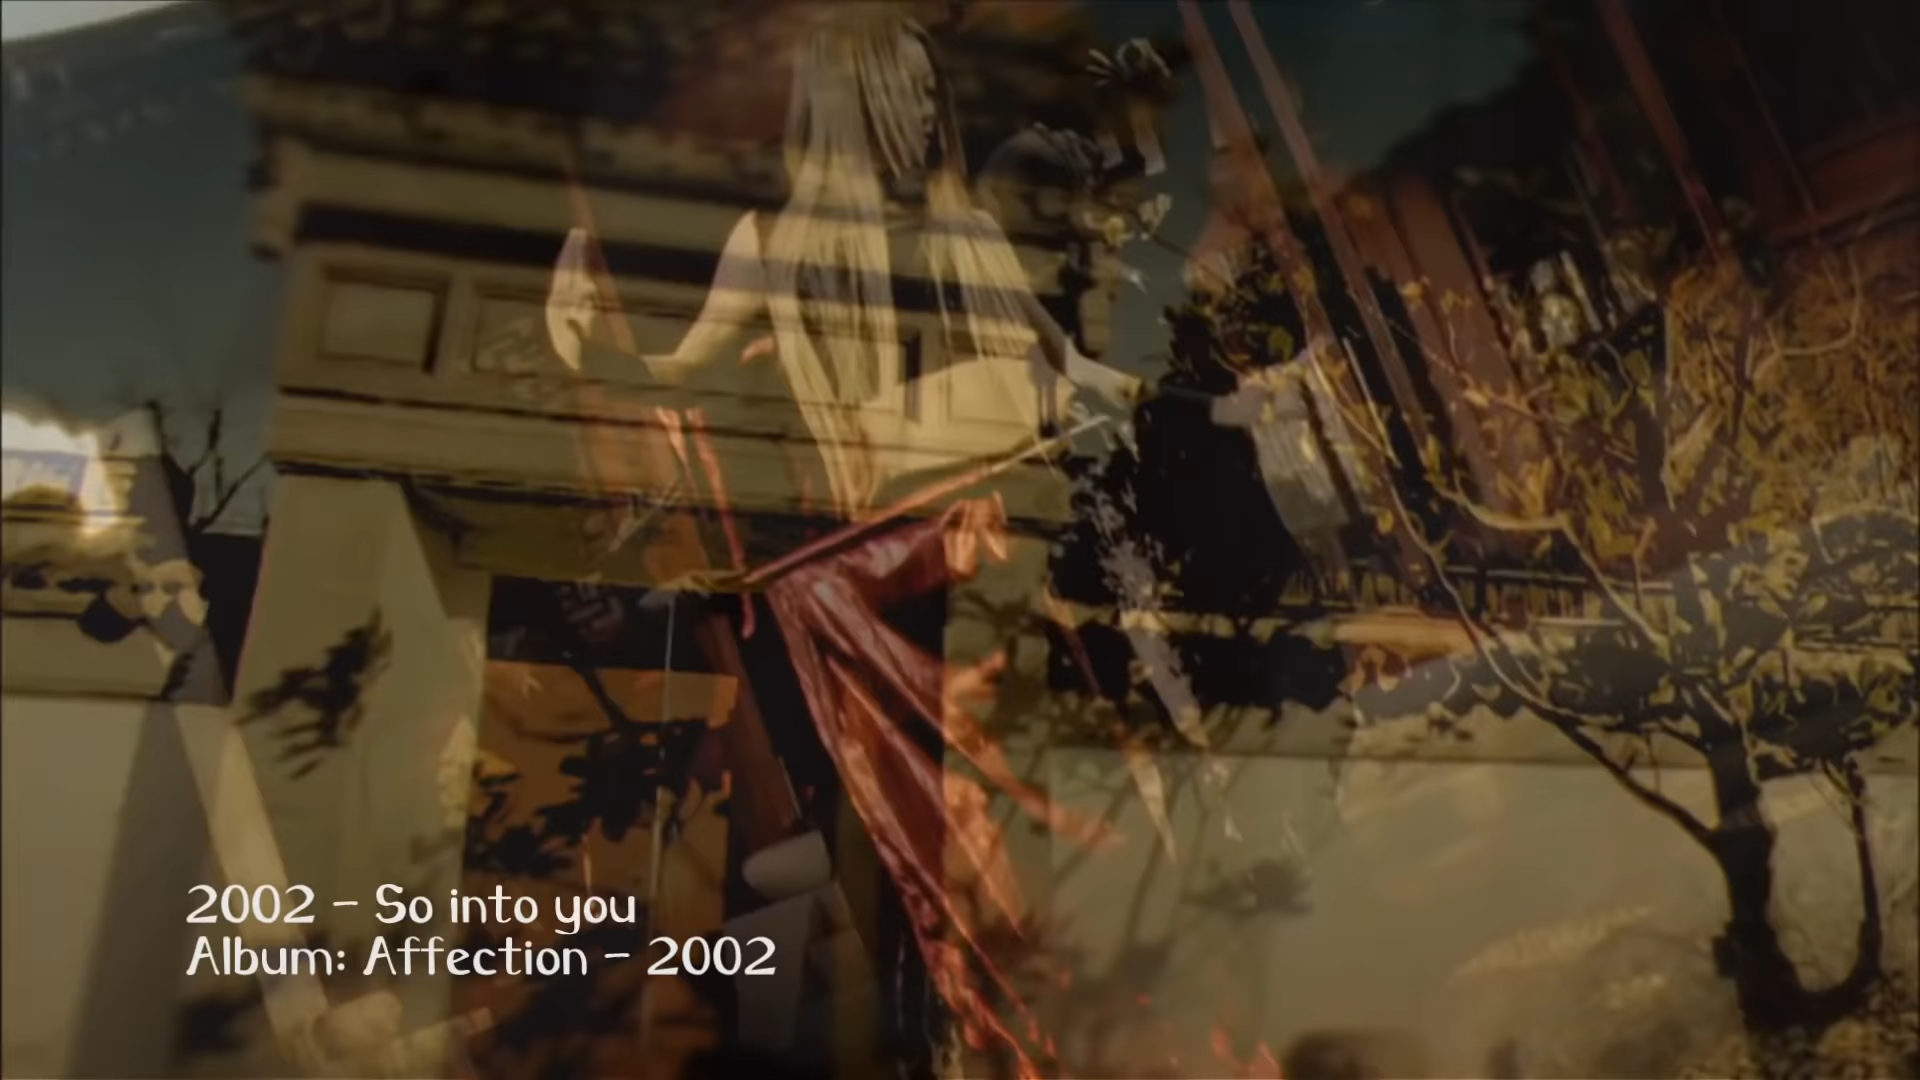 2002 – So into you
Album: Affection – 2002